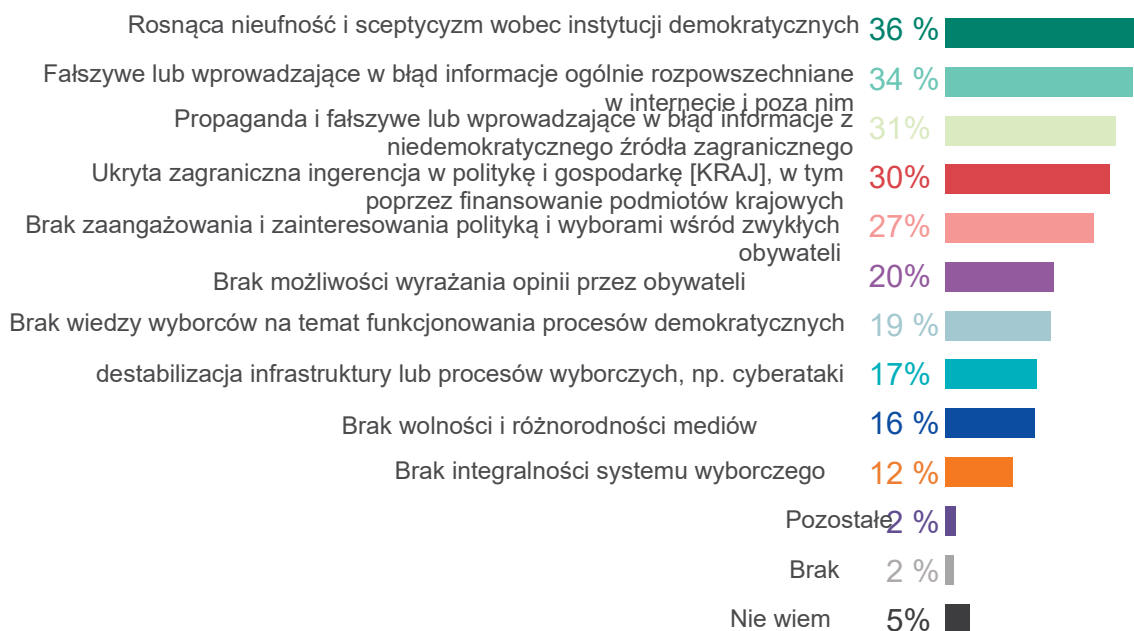 Rosnąca nieufność i sceptycyzm wobec instytucji demokratycznych 36 %
Fałszywe lub wprowadzające w błąd informacje ogólnie rozpowszechniane 34 %
w internecie i poza nim
Propaganda i fałszywe lub wprowadzające w błąd informacje z 31%
niedemokratycznego źródła zagranicznego
Ukryta zagraniczna ingerencja w politykę i gospodarkę [KRAJ], w tym 30%
poprzez finansowanie podmiotów krajowych
Brak zaangażowania i zainteresowania polityką i wyborami wśród zwykłych 27%
obywateli
Brak możliwości wyrażania opinii przez obywateli 20%
Brak wiedzy wyborców na temat funkcjonowania procesów demokratycznych 19 %
destabilizacja infrastruktury lub procesów wyborczych, np. cyberataki 17%
Brak wolności i różnorodności mediów 16 %
Brak integralności systemu wyborczego 12 %
Pozostałe 2 %
Brak 2 %
Nie wiem 5%